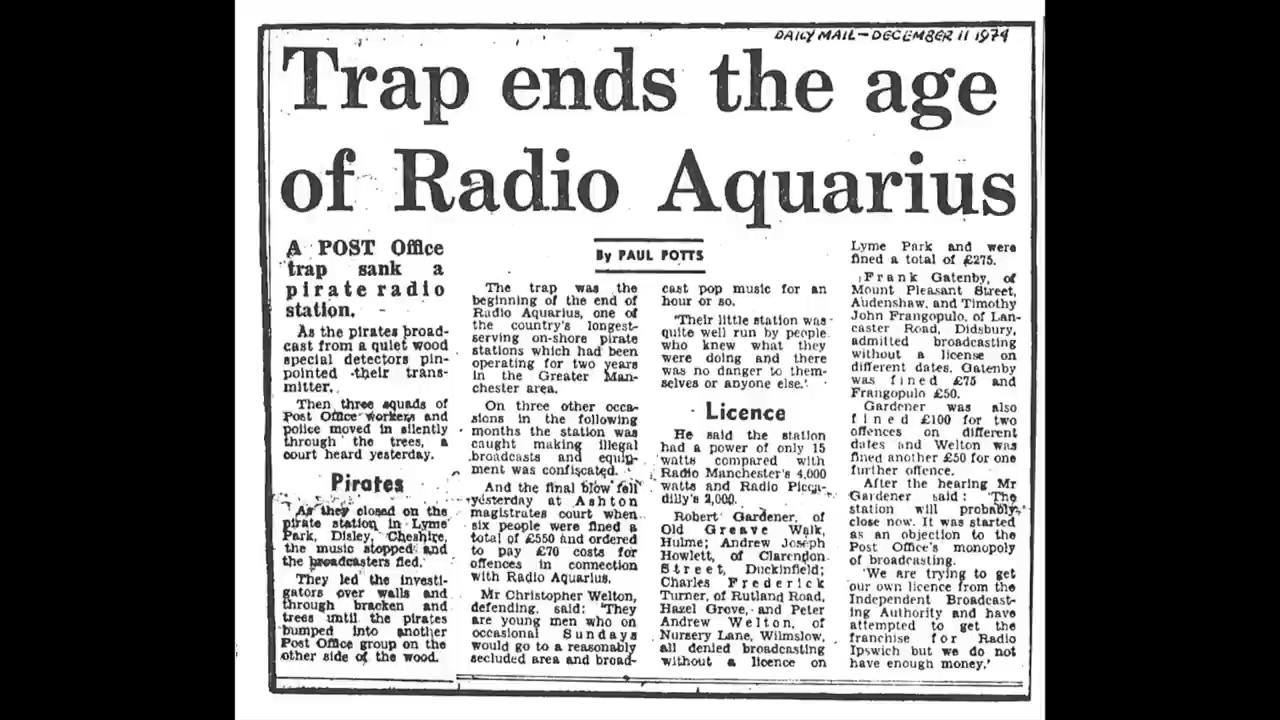 DAILY MAIL-DECEMBER 11 1974
Trap ends the age
of Radio Aquarius
A POST Office
trap sank a
pirate radio
station.
As the pirates broad-
cast from a quiet wood
special detectors pin-
pointed their trans-
mitter.
Then three squads of
Post Office workers and
police moved in silently
through the trees, a
court heard yesterday.
Pirates
As they closed on the
pirate station in Lyme
Park, Disley, Cheshire,
the music stopped and
the broadcasters fled.
They led the investi-
gators over walls and
through bracken and
trees until the pirates
bumped into another
Post Office group on the
other side of the wood.
By PAUL POTTS
The trap was the
beginning of the end of
Radio Aquarius, one of
the country's longest-
serving on-shore pirate
stations which had been
operating for two years
in the Greater Man-
chester area.
On three other occa-
sions in the following
months the station was
caught making illegal
broadcasts and equip-
ment was confiscated.
And the final blow fell
yesterday at Ashton
magistrates court when
six people were fined a
total of £550 and ordered
to pay £70 costs for
offences in connection
with Radio Aquarius.
Mr Christopher Welton,
defending, said: 'They
are young men who on
occasional Sundays
would go to a reasonably
secluded area and broad-
cast pop music for an
hour or so.
'Their little station was
quite well run by people
who knew what they
were doing and there
was no danger to them-
selves or anyone else.'
Licence
He said the station
had a power of only 15
watts compared with
Radio Manchester's 4,000
watts and Radio Picca-
dilly's 2,000.
Robert Gardener, of
Old Greave Walk,
Hulme; Andrew Joseph
Howlett, of Clarendon
Street, Duckinfield;
Charles Frederick
Turner, of Rutland Road,
Hazel Grove, and Peter
Andrew Welton, of
Nursery Lane, Wilmslow,
all denied broadcasting
without a licence on
Lyme Park and were
fined a total of £275.
Frank Gatenby, of
Mount Pleasant Street,
Audenshaw, and Timothy
John Frangopulo, of Lan-
caster Road, Didsbury,
admitted broadcasting
without a license on
different dates. Gatenby
was fined £75 and
Frangopulo £50.
Gardener was also
fined £100 for two
offences on different
dates and Welton was
fined another £50 for one
further offence.
After the hearing Mr
Gardener said: 'The
station will probably
close now. It was started
as an objection to the
Post Office's monopoly
of broadcasting.
'We are trying to get
our own licence from the
Independent Broadcast-
ing Authority and have
attempted to get the
franchise for Radio
Ipswich but we do not
have enough money.'